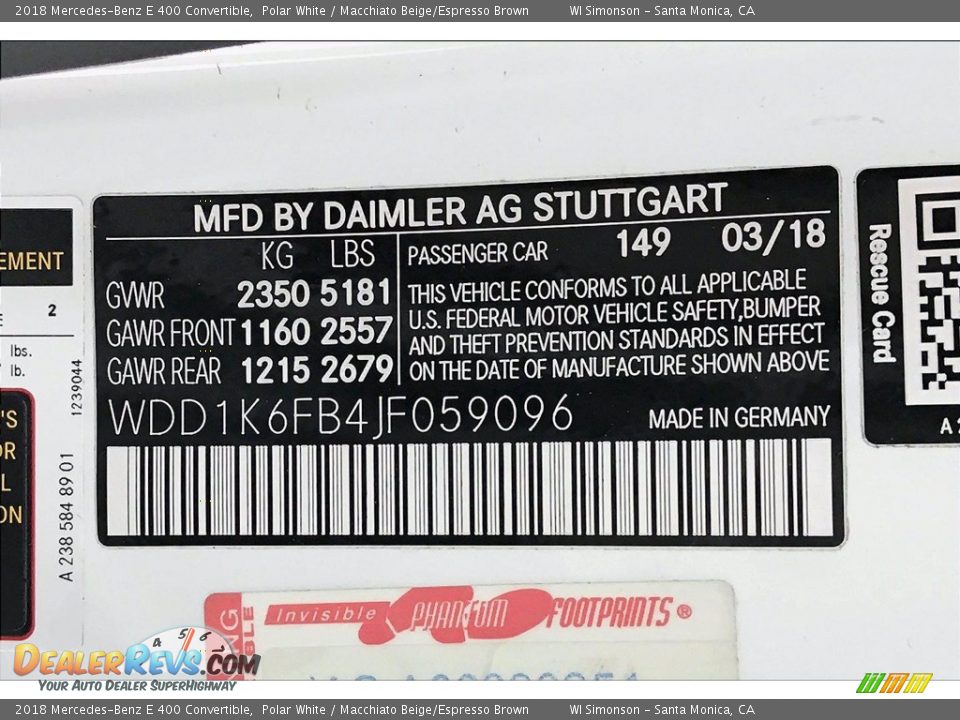 2018 Mercedes-Benz E 400 Convertible, Polar White / Macchiato Beige/Espresso Brown WI Simonson - Santa Monica, CA
MFD BY DAIMLER AG STUTTGART
KG LBS
GVWR 2350 5181
GAWR FRONT 1160 2557
GAWR REAR 1215 2679
PASSENGER CAR 149 03/18
THIS VEHICLE CONFORMS TO ALL APPLICABLE
U.S. FEDERAL MOTOR VEHICLE SAFETY, BUMPER
AND THEFT PREVENTION STANDARDS IN EFFECT
ON THE DATE OF MANUFACTURE SHOWN ABOVE
WDD1K6FB4JF059096 MADE IN GERMANY
EMENT
2
lbs.
lb.
1239044
A 238 584 89 01
Rescue Card
Invisible PHANTOM FOOTPRINTS®
4 5 6 7
DEALERREVS.COM
YOUR AUTO DEALER SUPERHIGHWAY
2018 Mercedes-Benz E 400 Convertible, Polar White / Macchiato Beige/Espresso Brown WI Simonson - Santa Monica, CA